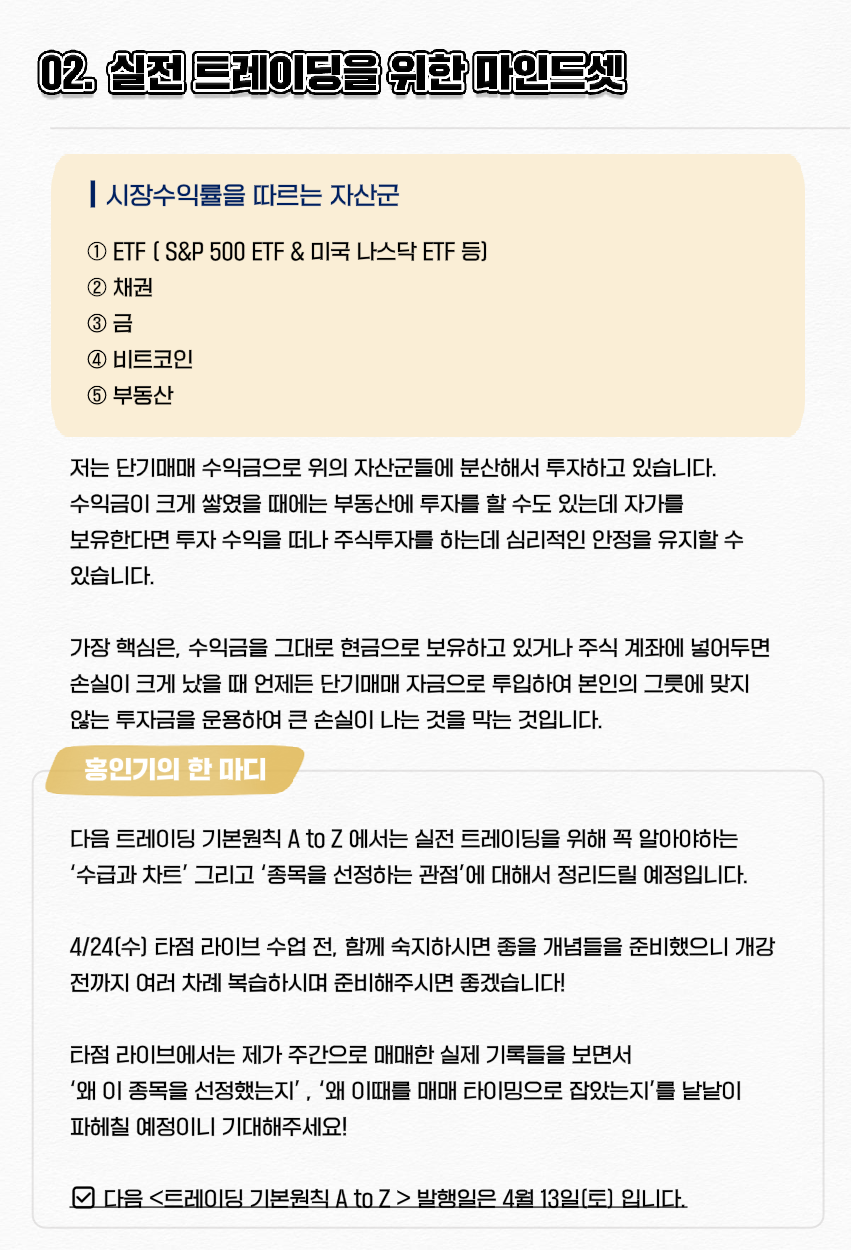 02. 실전 트레이딩을 위한 마인드셋
시장수익률을 따르는 자산군
① ETF ( S&P 500 ETF & 미국 나스닥 ETF 등)
② 채권
③ 금
④ 비트코인
⑤ 부동산
저는 단기매매 수익금으로 위의 자산군들에 분산해서 투자하고 있습니다.
수익금이 크게 쌓였을 때에는 부동산에 투자를 할 수도 있는데 자가를
보유한다면 투자 수익을 떠나 주식투자를 하는데 심리적인 안정을 유지할 수
있습니다.
가장 핵심은, 수익금을 그대로 현금으로 보유하고 있거나 주식 계좌에 넣어두면
손실이 크게 났을 때 언제든 단기매매 자금으로 투입하여 본인의 그릇에 맞지
않는 투자금을 운용하여 큰 손실이 나는 것을 막는 것입니다.
홍인기의 한 마디
다음 트레이딩 기본원칙 A to Z 에서는 실전 트레이딩을 위해 꼭 알아야하는
‘수급과 차트’ 그리고 ‘종목을 선정하는 관점’에 대해서 정리드릴 예정입니다.
4/24(수) 타점 라이브 수업 전, 함께 숙지하시면 좋을 개념들을 준비했으니 개강
전까지 여러 차례 복습하시며 준비해주시면 좋겠습니다!
타점 라이브에서는 제가 주간으로 매매한 실제 기록들을 보면서
‘왜 이 종목을 선정했는지’ , ‘왜 이때를 매매 타이밍으로 잡았는지’를 낱낱이
파헤칠 예정이니 기대해주세요!
☑ 다음 <트레이딩 기본원칙 A to Z > 발행일은 4월 13일(토) 입니다.